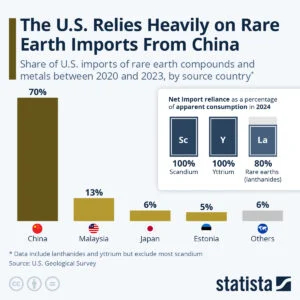 The U.S. Relies Heavily on Rare
Earth Imports From China
Share of U.S. imports of rare earth compounds and
metals between 2020 and 2023, by source country*
70%
Net Import reliance as a percentage
of apparent consumption in 2024
Sc
Y
La
100%
100%
80%
Scandium
Yttrium
Rare earths
(lanthanides)
13%
6%
5%
6%
China
Malaysia
Japan
Estonia
Others
* Data include lanthanides and yttrium but exclude most scandium
Source: U.S. Geological Survey
statista